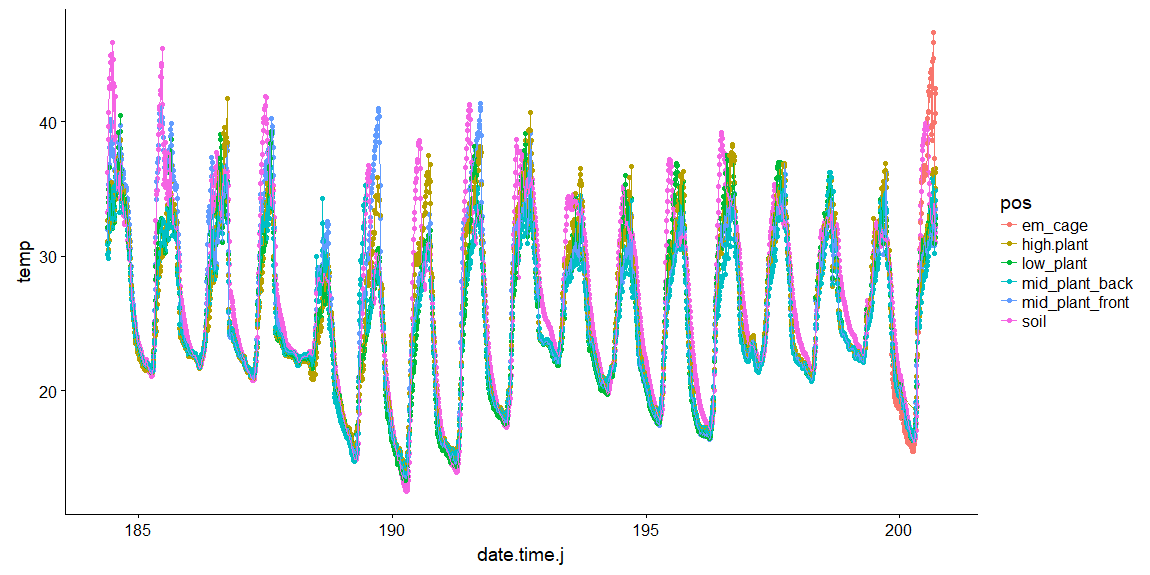 temp
40
30
20
185
190
195
200
date.time.j
pos
em_cage
high.plant
low_plant
mid_plant_back
mid_plant_front
soil